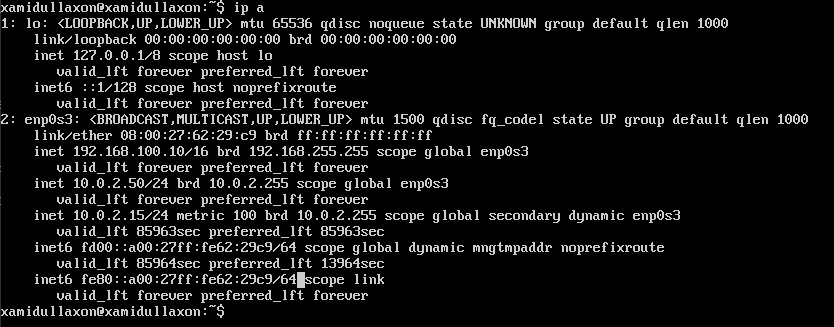 xamidullaxon@xamidullaxon:~$ ip a
1: lo: <LOOPBACK,UP,LOWER_UP> mtu 65536 qdisc noqueue state UNKNOWN group default qlen 1000
    link/loopback 00:00:00:00:00:00 brd 00:00:00:00:00:00
    inet 127.0.0.1/8 scope host lo
       valid_lft forever preferred_lft forever
    inet6 ::1/128 scope host noprefixroute
       valid_lft forever preferred_lft forever
2: enp0s3: <BROADCAST,MULTICAST,UP,LOWER_UP> mtu 1500 qdisc fq_codel state UP group default qlen 1000
    link/ether 08:00:27:62:29:c9 brd ff:ff:ff:ff:ff:ff
    inet 192.168.100.10/16 brd 192.168.255.255 scope global enp0s3
       valid_lft forever preferred_lft forever
    inet 10.0.2.50/24 brd 10.0.2.255 scope global enp0s3
       valid_lft forever preferred_lft forever
    inet 10.0.2.15/24 metric 100 brd 10.0.2.255 scope global secondary dynamic enp0s3
       valid_lft 85963sec preferred_lft 85963sec
    inet6 fd00::a00:27ff:fe62:29c9/64 scope global dynamic mngtmpaddr noprefixroute
       valid_lft 85964sec preferred_lft 13964sec
    inet6 fe80::a00:27ff:fe62:29c9/64 scope link
       valid_lft forever preferred_lft forever
xamidullaxon@xamidullaxon:~$